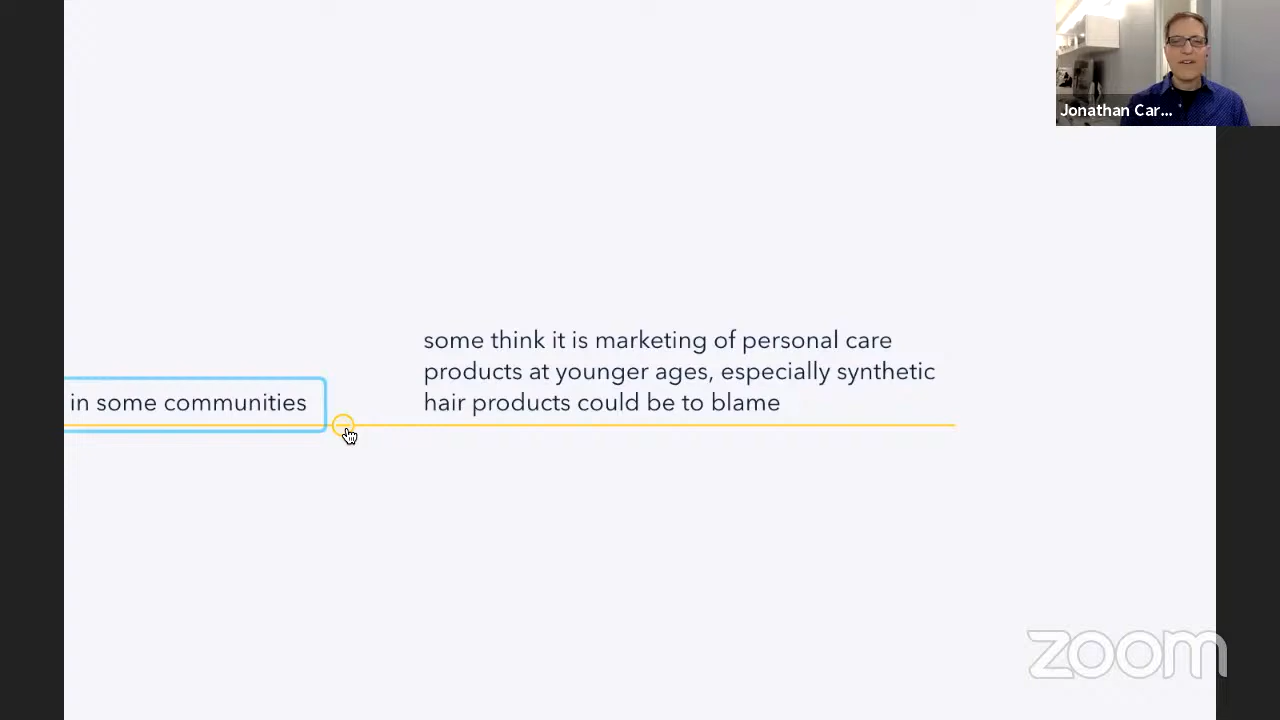 Jonathan Car...
some think it is marketing of personal care
products at younger ages, especially synthetic
hair products could be to blame
in some communities
zoom